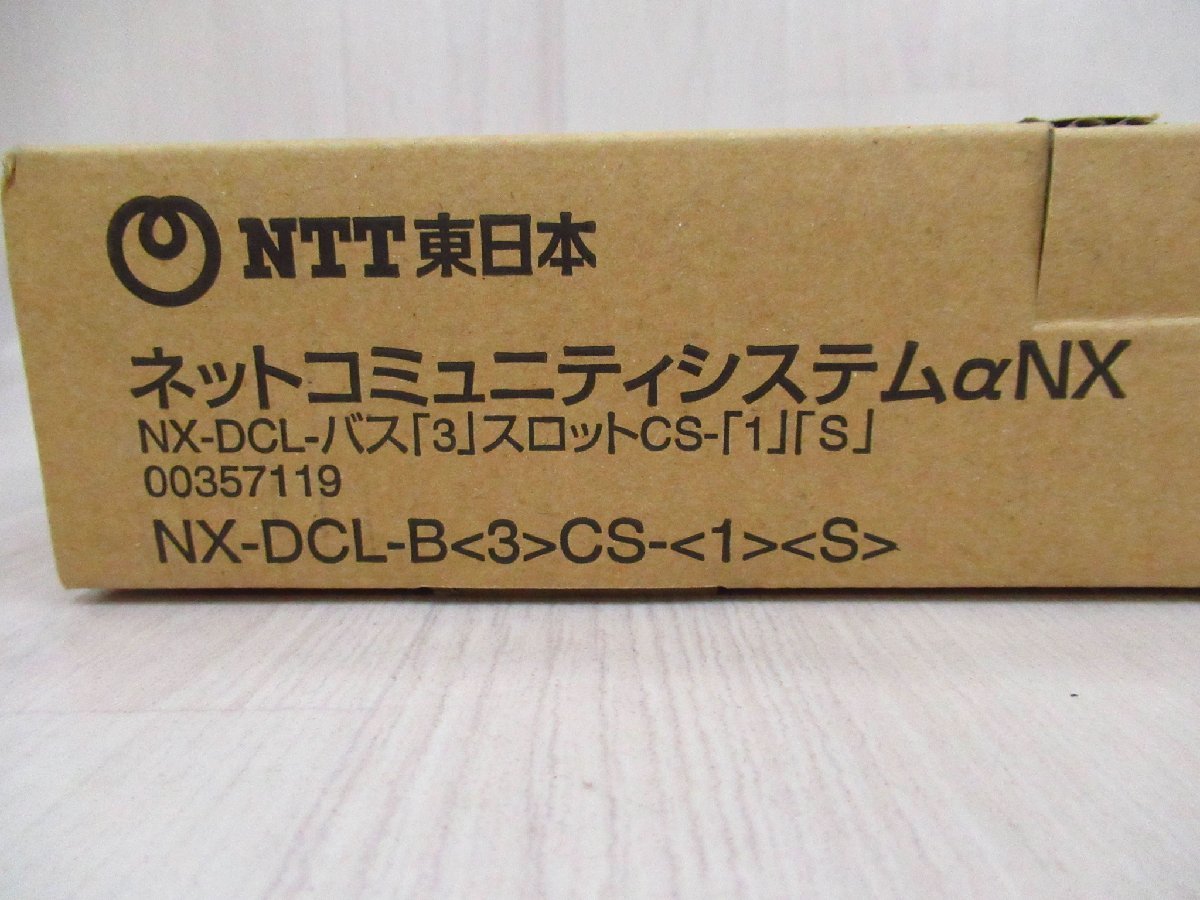 NTT東日本
ネットコミュニティシステムαNX
NX-DCL-バス「3」スロットCS-「1」「S」
00357119
NX-DCL-B<3>CS-<1><S>